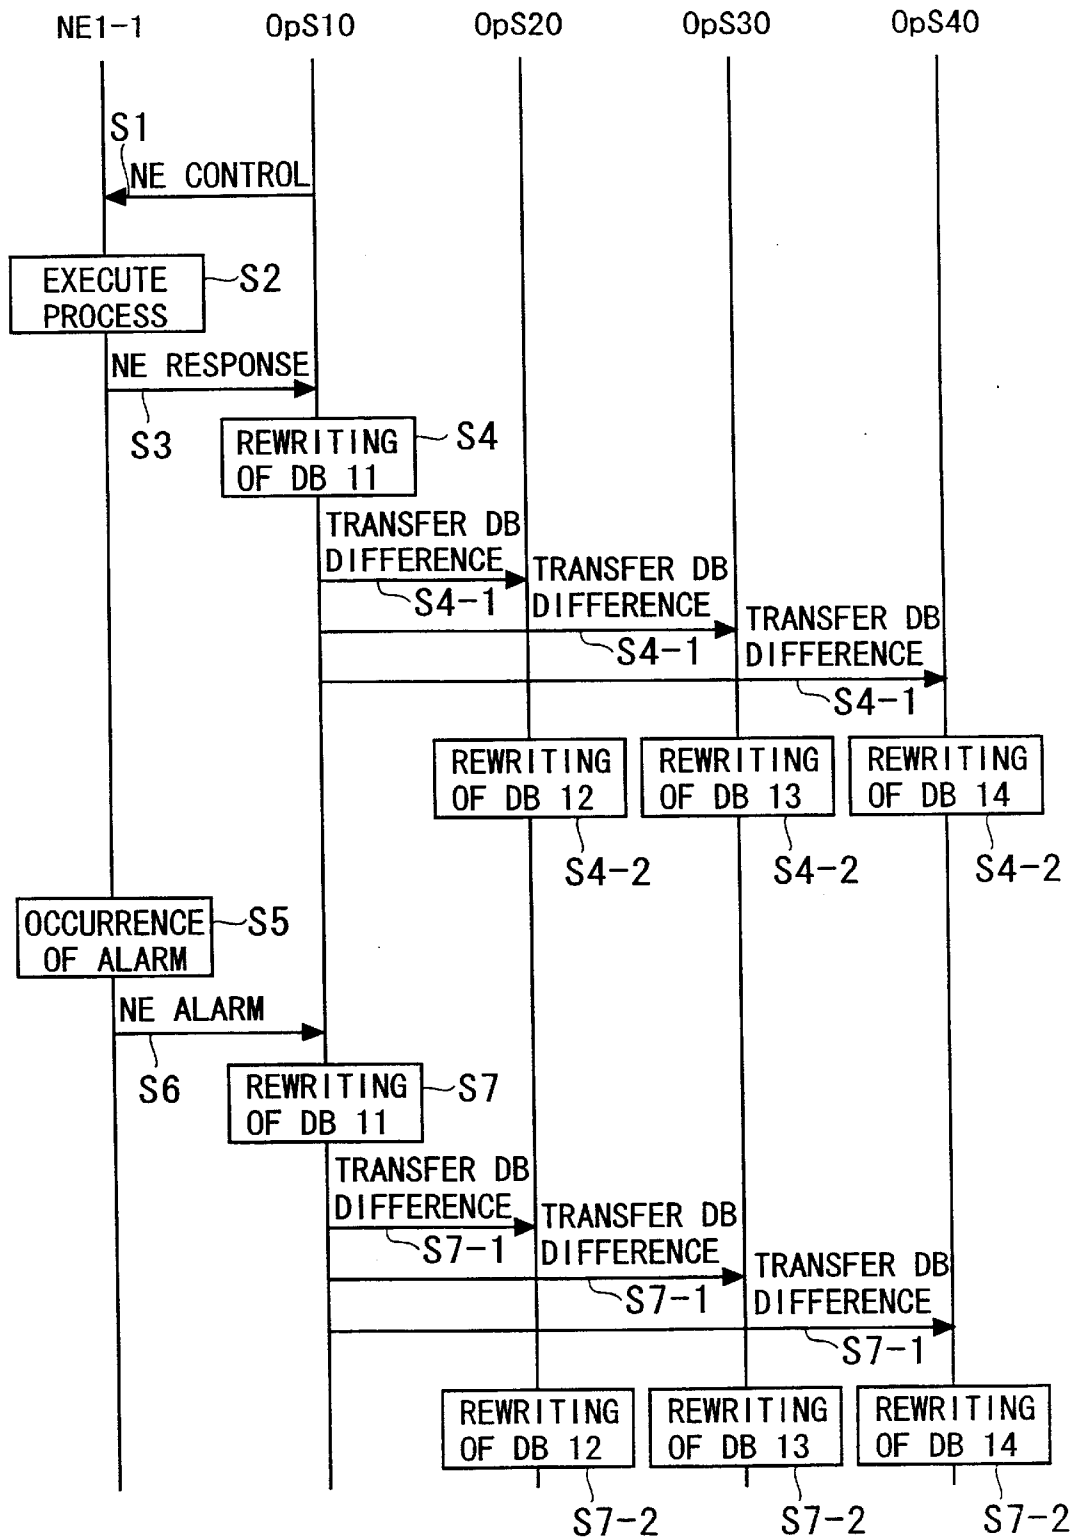 NE1-1 OpS10 OpS20 OpS30 OpS40
S1
NE CONTROL
EXECUTE
PROCESS
S2
NE RESPONSE
S3
REWRITING
OF DB 11
S4
TRANSFER DB
DIFFERENCE
S4-1
TRANSFER DB
DIFFERENCE
S4-1
TRANSFER DB
DIFFERENCE
S4-1
REWRITING
OF DB 12
S4-2
REWRITING
OF DB 13
S4-2
REWRITING
OF DB 14
S4-2
OCCURRENCE
OF ALARM
S5
NE ALARM
S6
REWRITING
OF DB 11
S7
TRANSFER DB
DIFFERENCE
S7-1
TRANSFER DB
DIFFERENCE
S7-1
TRANSFER DB
DIFFERENCE
S7-1
REWRITING
OF DB 12
S7-2
REWRITING
OF DB 13
S7-2
REWRITING
OF DB 14
S7-2